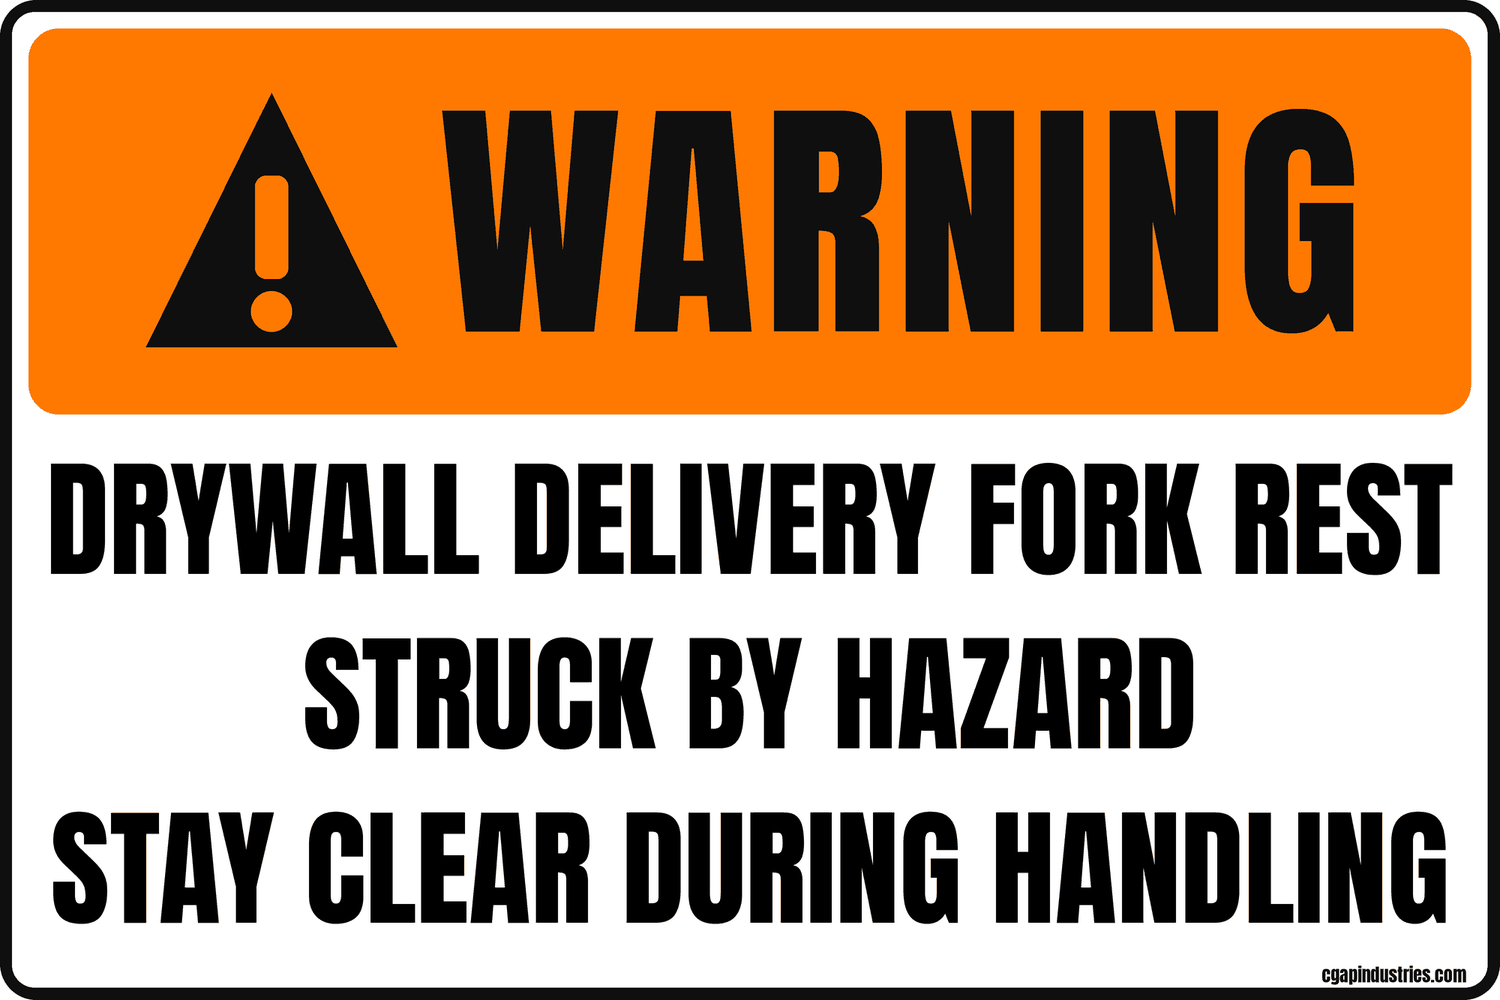 WARNING
DRYWALL DELIVERY FORK REST
STRUCK BY HAZARD
STAY CLEAR DURING HANDLING
cgapindustries.com